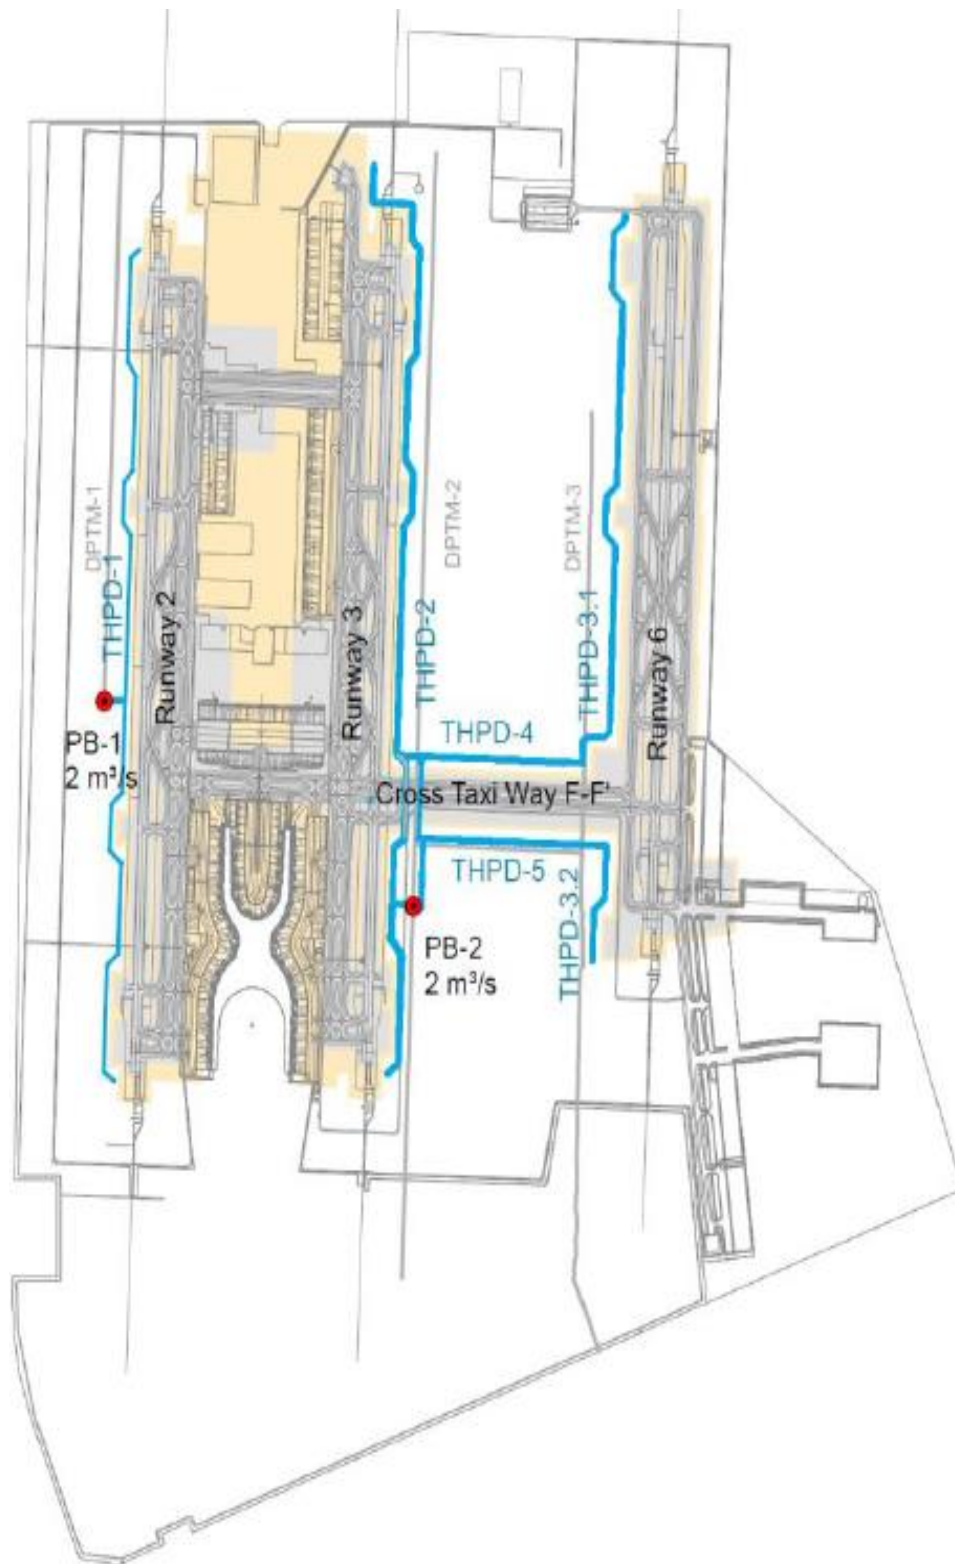 DPTM-1
THPD-1
Runway 2
PB-1
2 m³/s
Runway 3
THPD-2
DPTM-2
DPTM-3
THPD-3.1
Runway 6
THPD-4
Cross Taxi Way F-F'
THPD-5
THPD-3.2
PB-2
2 m³/s